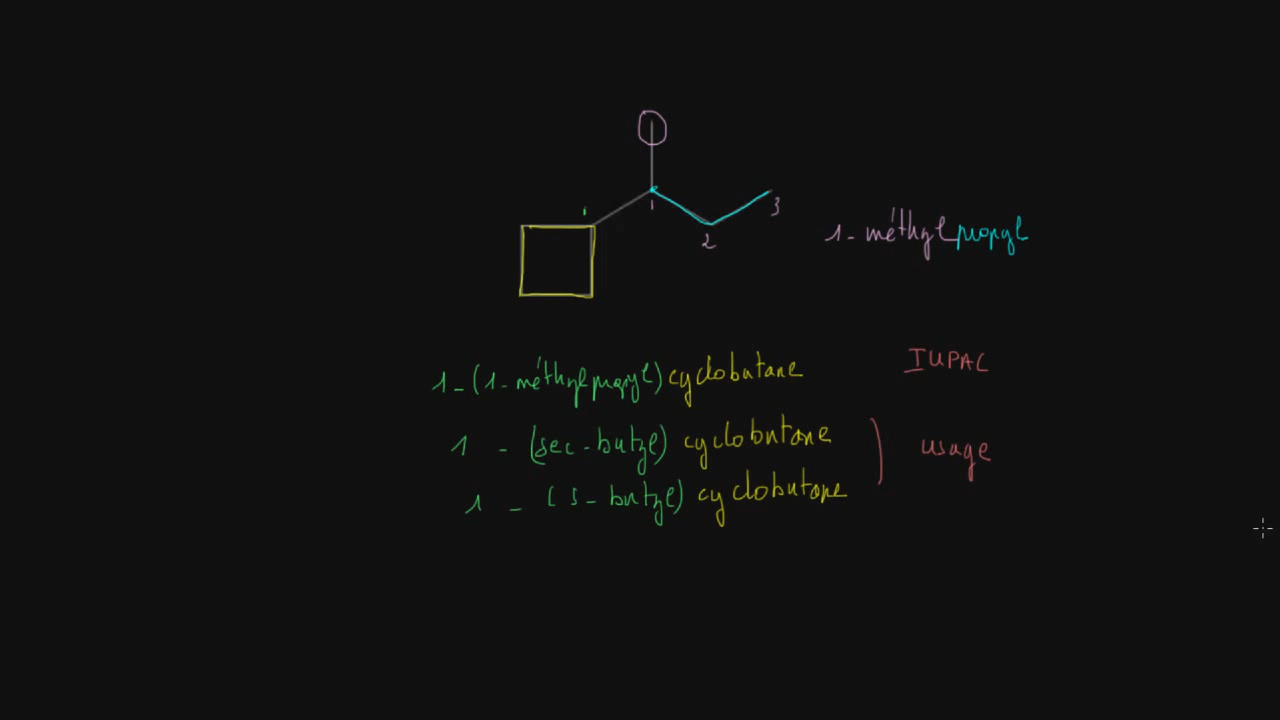 1
1
2
3
1-méthylpropyl
1-(1-méthylpropyl)cyclobutane
IUPAC
1 - (sec-butyl) cyclobutane
usage
1 - (s-butyl) cyclobutane